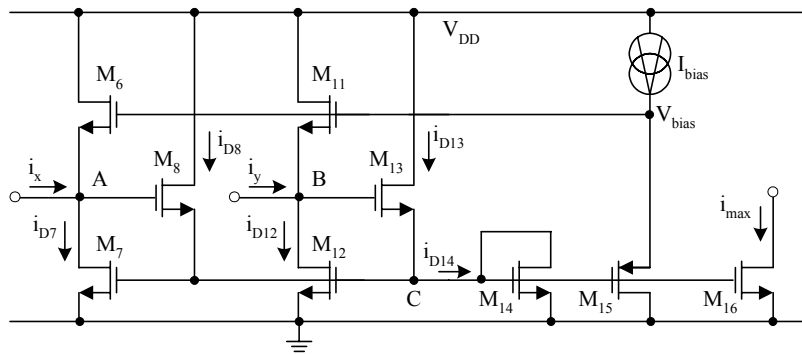 V_DD
M_6
M_11
I_bias
V_bias
i_D8
i_D13
M_8
M_13
i_x
A
i_y
B
i_max
i_D7
M_7
i_D12
M_12
i_D14
C
M_14
M_15
M_16